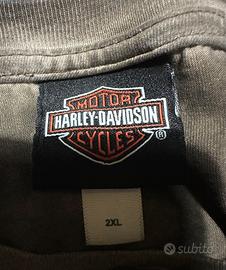 MOTOR
HARLEY-DAVIDSON
CYCLES
®
2XL
subito